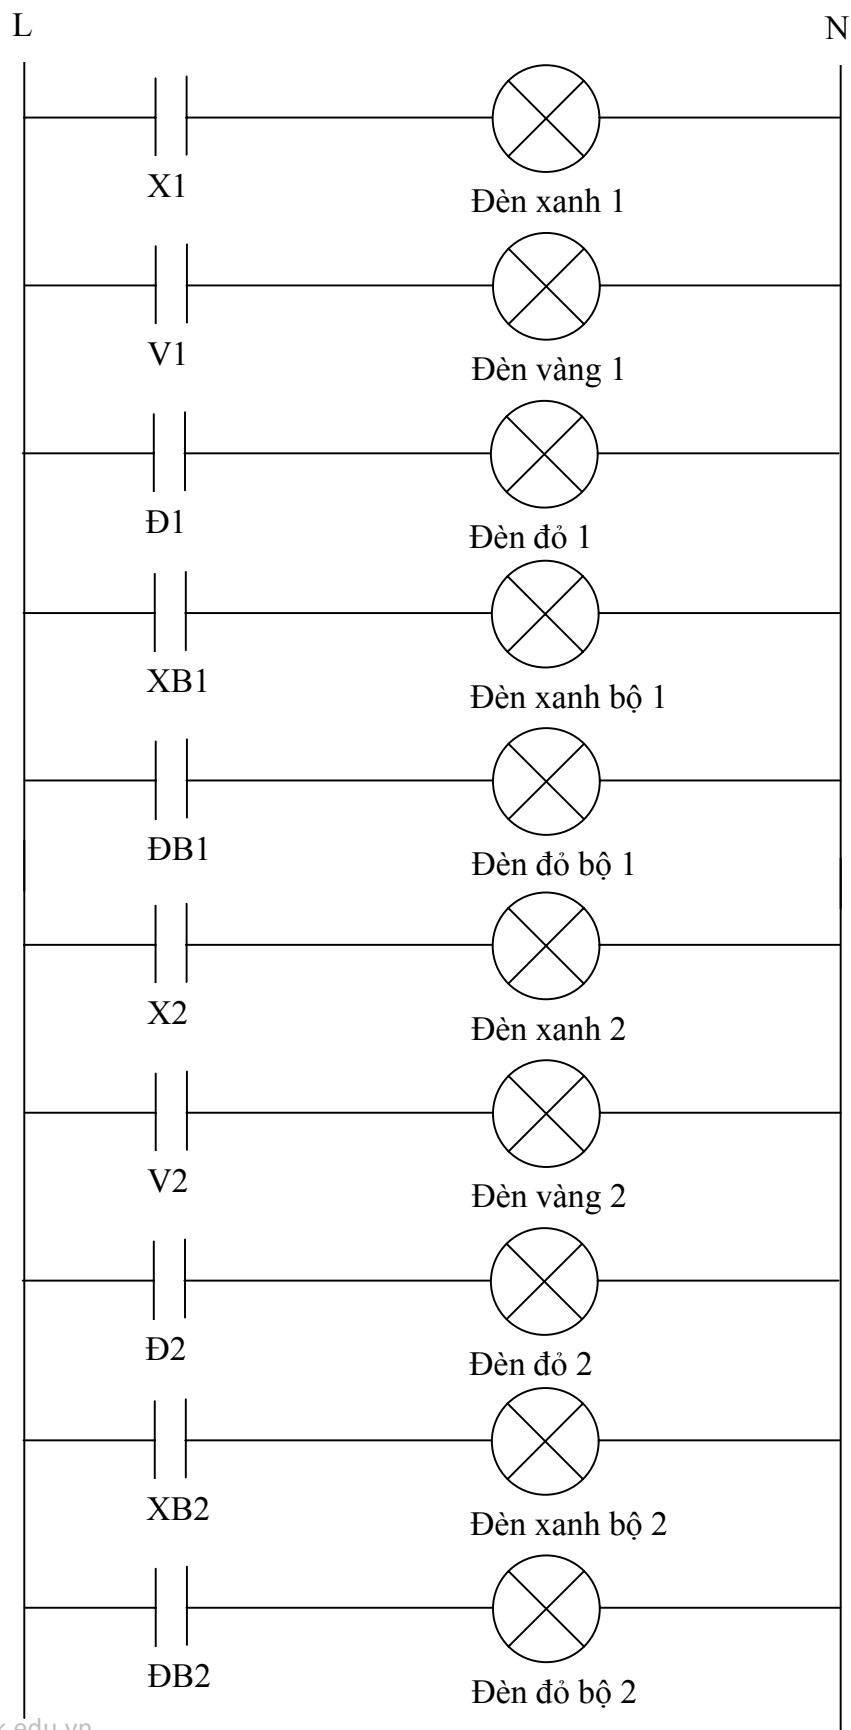 L N
X1
Đèn xanh 1
V1
Đèn vàng 1
Đ1
Đèn đỏ 1
XB1
Đèn xanh bộ 1
ĐB1
Đèn đỏ bộ 1
X2
Đèn xanh 2
V2
Đèn vàng 2
Đ2
Đèn đỏ 2
XB2
Đèn xanh bộ 2
ĐB2
Đèn đỏ bộ 2